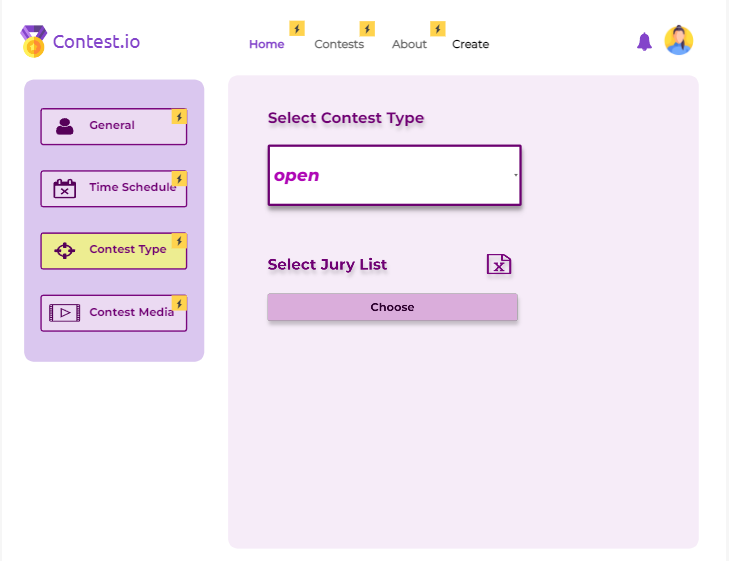 Contest.io
Home Contests About Create
General
Time Schedule
Contest Type
Contest Media
Select Contest Type
open
Select Jury List
Choose